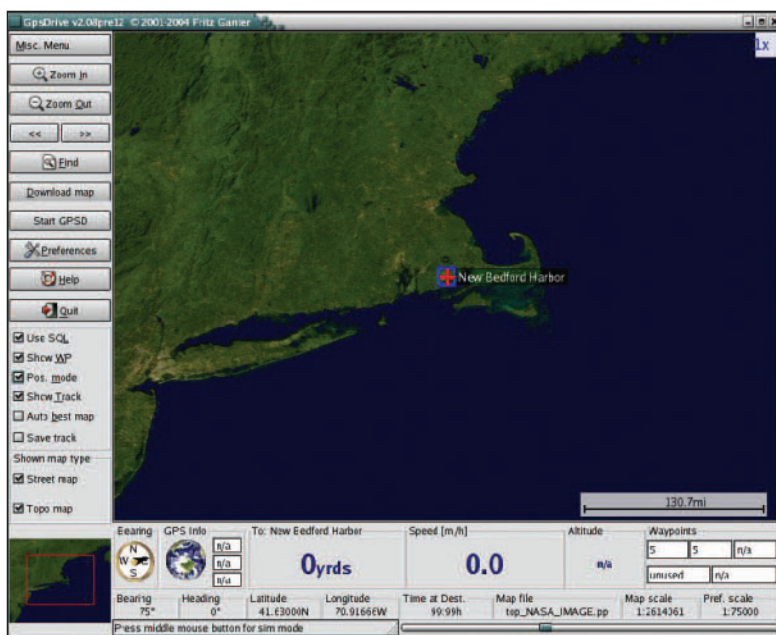 GpsDrive v2.08pre12 © 2001-2004 Fritz Ganter
Misc. Menu
1x
Zoom In
Zoom Out
<< >>
Find
Download map
Start GPSD
Preferences
Help
Quit
New Bedford Harbor
Use SQL
Show WP
Pos. mode
Show Track
Auto best map
Save track
Shown map type
Street map
Topo map
130.7mi
Bearing GPS Info To: New Bedford Harbor Speed [m/h] Altitude Waypoints
N
W E
S
n/a
n/a
n/a
0yrds
0.0
n/a
5 5 n/a
unused n/a
Bearing Heading Latitude Longitude Time at Dest. Map file Map scale Pref. scale
75° 0° 41.63000N 70.91666W 99:99h top_NASA_IMAGE.pp 1:2614061 1:75000
Press middle mouse button for sim mode